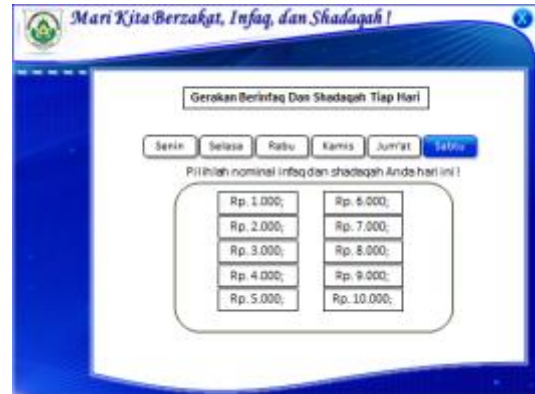 Mari Kita Berzakat, Infaq, dan Shadaqah !
X
Gerakan Berinfaq Dan Shadaqah Tiap Hari
Senin Selasa Rabu Kamis Jum'at Sabtu
Pilihlah nominal infaq dan shadaqah Anda hari ini !
Rp. 1.000; Rp. 6.000;
Rp. 2.000; Rp. 7.000;
Rp. 3.000; Rp. 8.000;
Rp. 4.000; Rp. 9.000;
Rp. 5.000; Rp. 10.000;